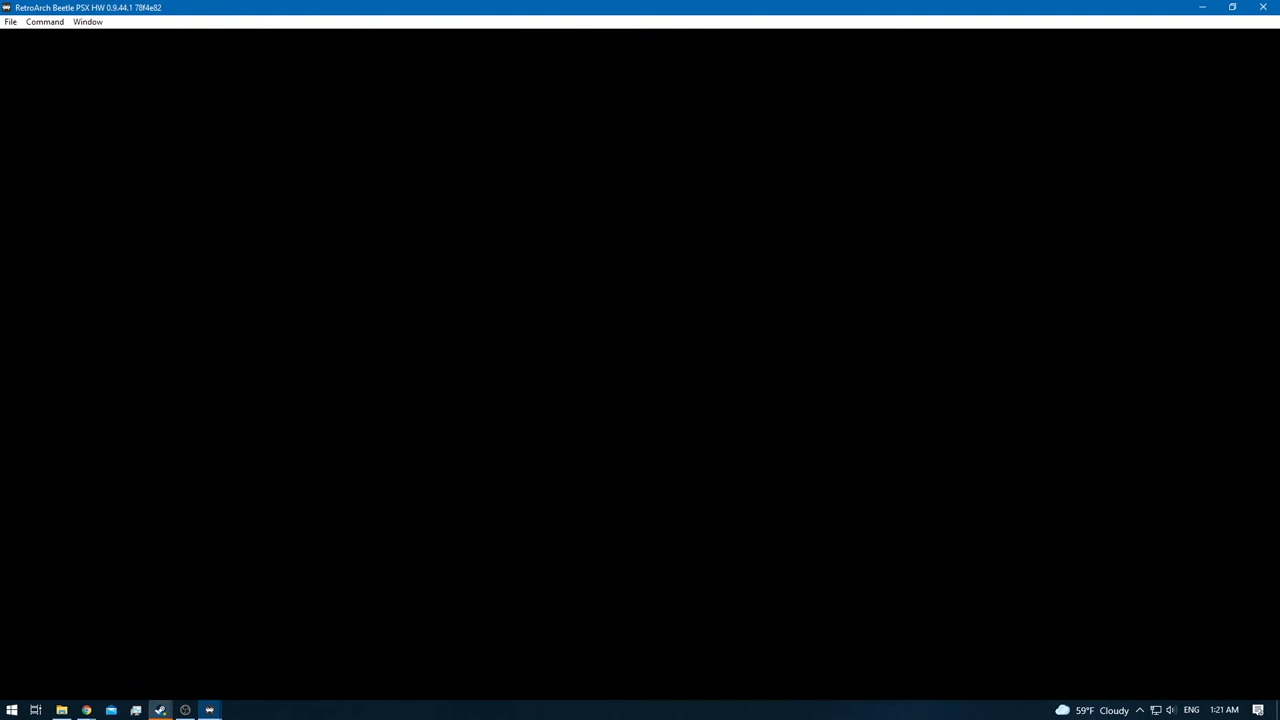 RetroArch Beetle PSX HW 0.9.44.1 78f4e82
File Command Window
59°F Cloudy ENG 1:21 AM